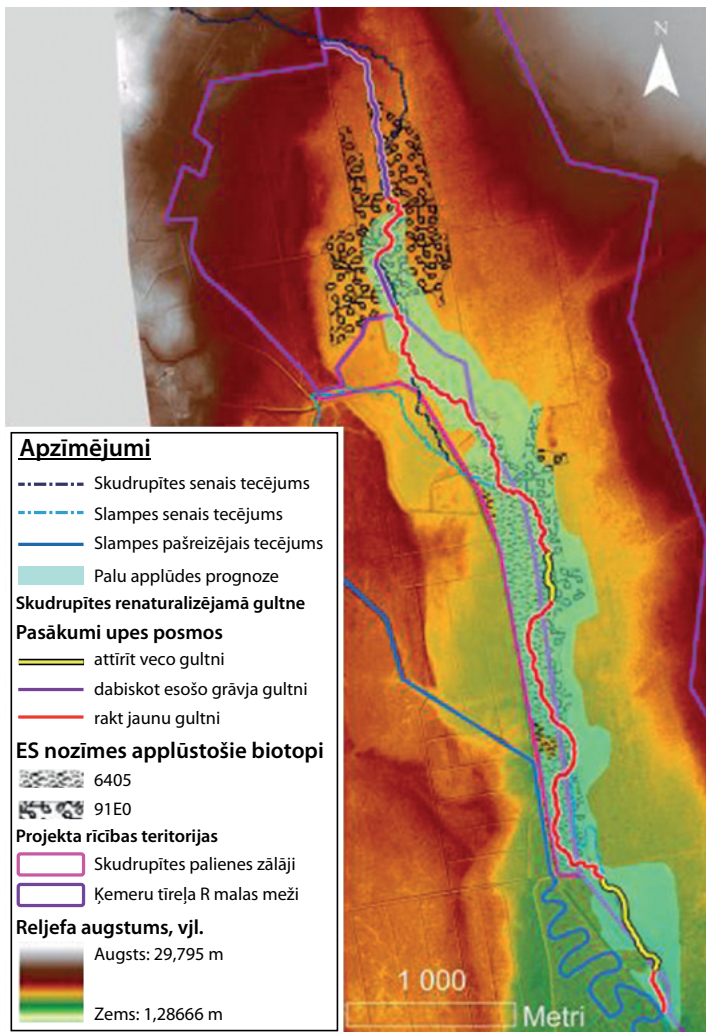 N
Apzīmējumi
Skudrupītes senais tecējums
Slampes senais tecējums
Slampes pašreizējais tecējums
Palu applūdes prognoze
Skudrupītes renaturalizējamā gultne
Pasākumi upes posmos
attīrīt veco gultni
dabiskot esošo grāvja gultni
rakt jaunu gultni
ES nozīmes applūstošie biotopi
6405
91E0
Projekta rīcības teritorijas
Skudrupītes palienes zālāji
Ķemeru tīreļa R malas meži
Reljefa augstums, vjl.
Augsts: 29,795 m
Zems: 1,28666 m
1 000
Metri